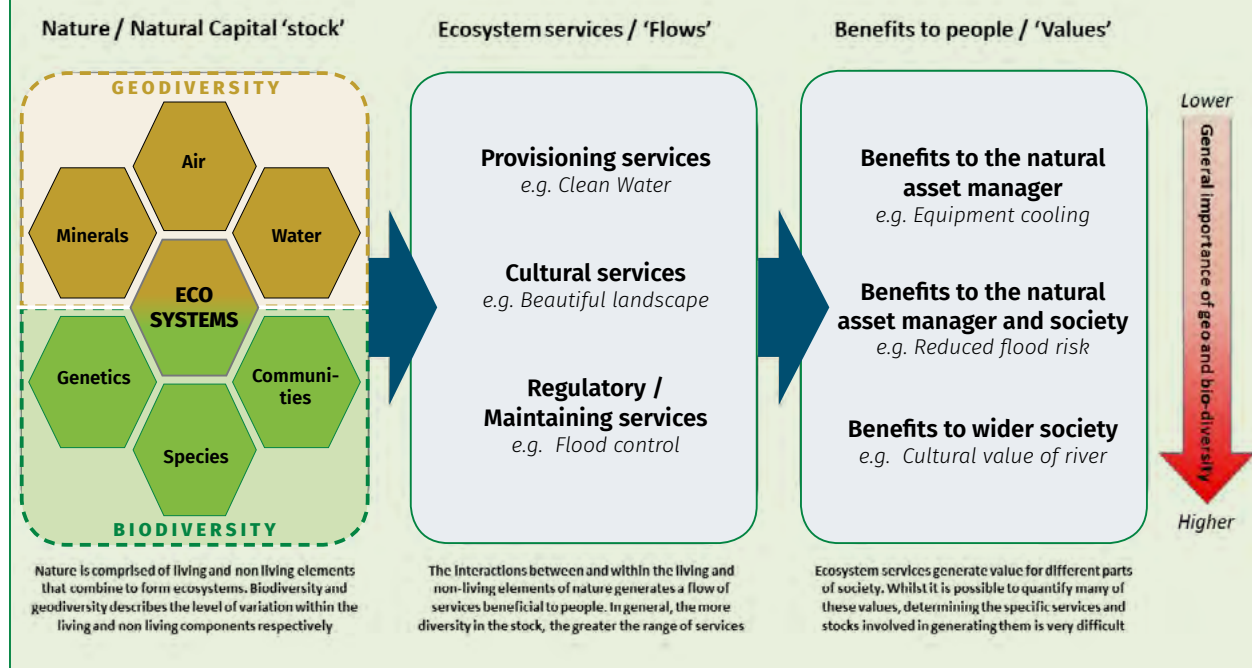 Nature / Natural Capital ‘stock’
GEODIVERSITY
Air
Minerals
Water
ECO
SYSTEMS
Genetics
Communi-
ties
Species
BIODIVERSITY
Nature is comprised of living and non living elements
that combine to form ecosystems. Biodiversity and
geodiversity describes the level of variation within the
living and non living components respectively
Ecosystem services / ‘Flows’
Provisioning services
e.g. Clean Water
Cultural services
e.g. Beautiful landscape
Regulatory /
Maintaining services
e.g. Flood control
The interactions between and within the living and
non-living elements of nature generates a flow of
services beneficial to people. In general, the more
diversity in the stock, the greater the range of services
Benefits to people / ‘Values’
Benefits to the natural
asset manager
e.g. Equipment cooling
Benefits to the natural
asset manager and society
e.g. Reduced flood risk
Benefits to wider society
e.g. Cultural value of river
Ecosystem services generate value for different parts
of society. Whilst it is possible to quantify many of
these values, determining the specific services and
stocks involved in generating them is very difficult
Lower
General importance of geo and bio-diversity
Higher